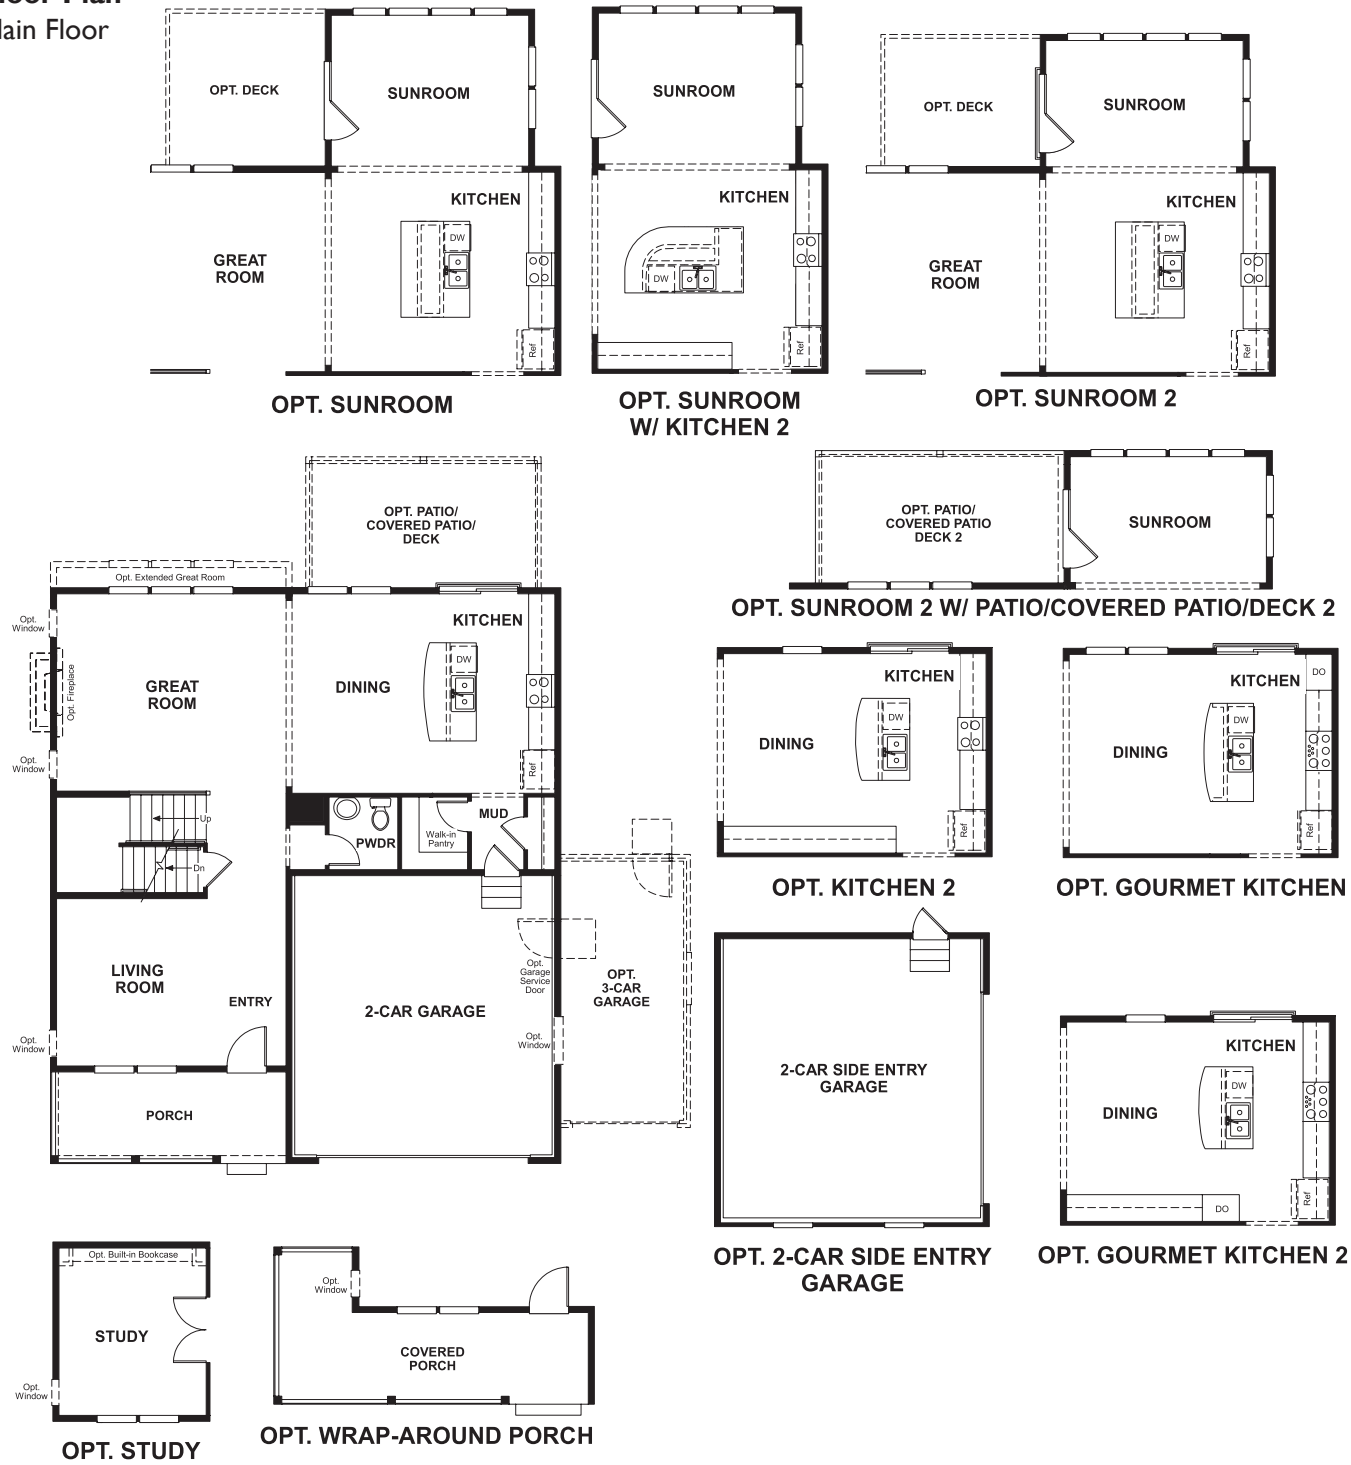 Floor Plan
Main Floor
OPT. DECK
SUNROOM
KITCHEN
DW
GREAT
ROOM
Ref
OPT. SUNROOM
SUNROOM
KITCHEN
DW
Ref
OPT. SUNROOM
W/ KITCHEN 2
OPT. DECK
SUNROOM
KITCHEN
DW
GREAT
ROOM
Ref
OPT. SUNROOM 2
OPT. PATIO/
COVERED PATIO
DECK 2
SUNROOM
OPT. SUNROOM 2 W/ PATIO/COVERED PATIO/DECK 2
OPT. PATIO/
COVERED PATIO/
DECK
Opt. Extended Great Room
Opt.
Window
Opt. Fireplace
Opt.
Window
GREAT
ROOM
DINING
KITCHEN
DW
Ref
Up
Dn
PWDR
Walk-in
Pantry
MUD
LIVING
ROOM
ENTRY
Opt.
Window
PORCH
2-CAR GARAGE
Opt.
Garage
Service
Door
Opt.
Window
OPT.
3-CAR
GARAGE
KITCHEN
DW
DINING
Ref
OPT. KITCHEN 2
DO
KITCHEN
DW
DINING
Ref
OPT. GOURMET KITCHEN
2-CAR SIDE ENTRY
GARAGE
OPT. 2-CAR SIDE ENTRY
GARAGE
KITCHEN
DW
DINING
Ref
DO
OPT. GOURMET KITCHEN 2
Opt. Built-in Bookcase
STUDY
Opt.
Window
OPT. STUDY
Opt.
Window
COVERED
PORCH
OPT. WRAP-AROUND PORCH